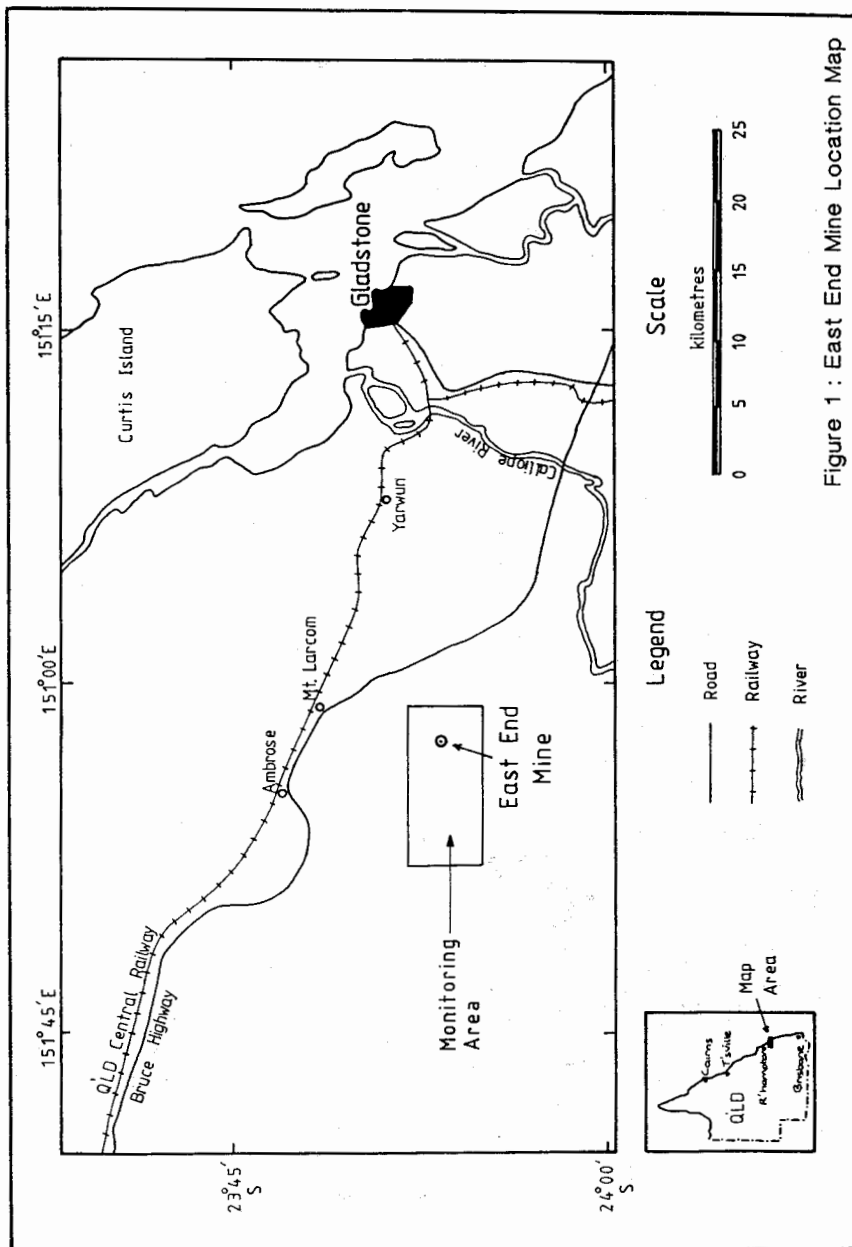 151°45' E
151°00' E
151°15' E
Q'LD Central Railway
Bruce Highway
Curtis Island
Ambrose
Mt. Larcom
Gladstone
Yarwun
Calliope River
23°45'
S
Monitoring
Area
East End
Mine
24°00'
S
QLD
Cairns
T'sville
R'hampton
Brisbane
Map
Area
Legend
Road
Railway
River
Scale
kilometres
0 5 10 15 20 25
Figure 1 : East End Mine Location Map